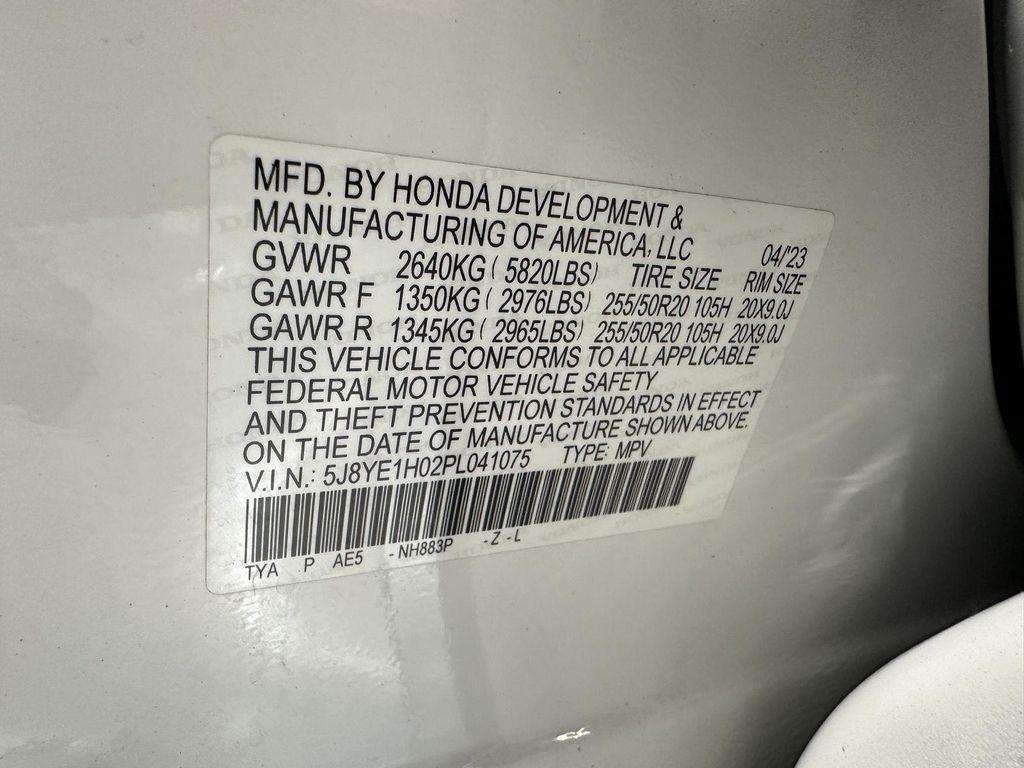 MFD. BY HONDA DEVELOPMENT &
MANUFACTURING OF AMERICA, LLC 04/'23
GVWR 2640KG ( 5820LBS) TIRE SIZE RIM SIZE
GAWR F 1350KG ( 2976LBS) 255/50R20 105H 20X9.0J
GAWR R 1345KG ( 2965LBS) 255/50R20 105H 20X9.0J
THIS VEHICLE CONFORMS TO ALL APPLICABLE
FEDERAL MOTOR VEHICLE SAFETY
AND THEFT PREVENTION STANDARDS IN EFFECT
ON THE DATE OF MANUFACTURE SHOWN ABOVE.
V.I.N.: 5J8YE1H02PL041075 TYPE: MPV
TYA P AE5 - NH883P - Z - L